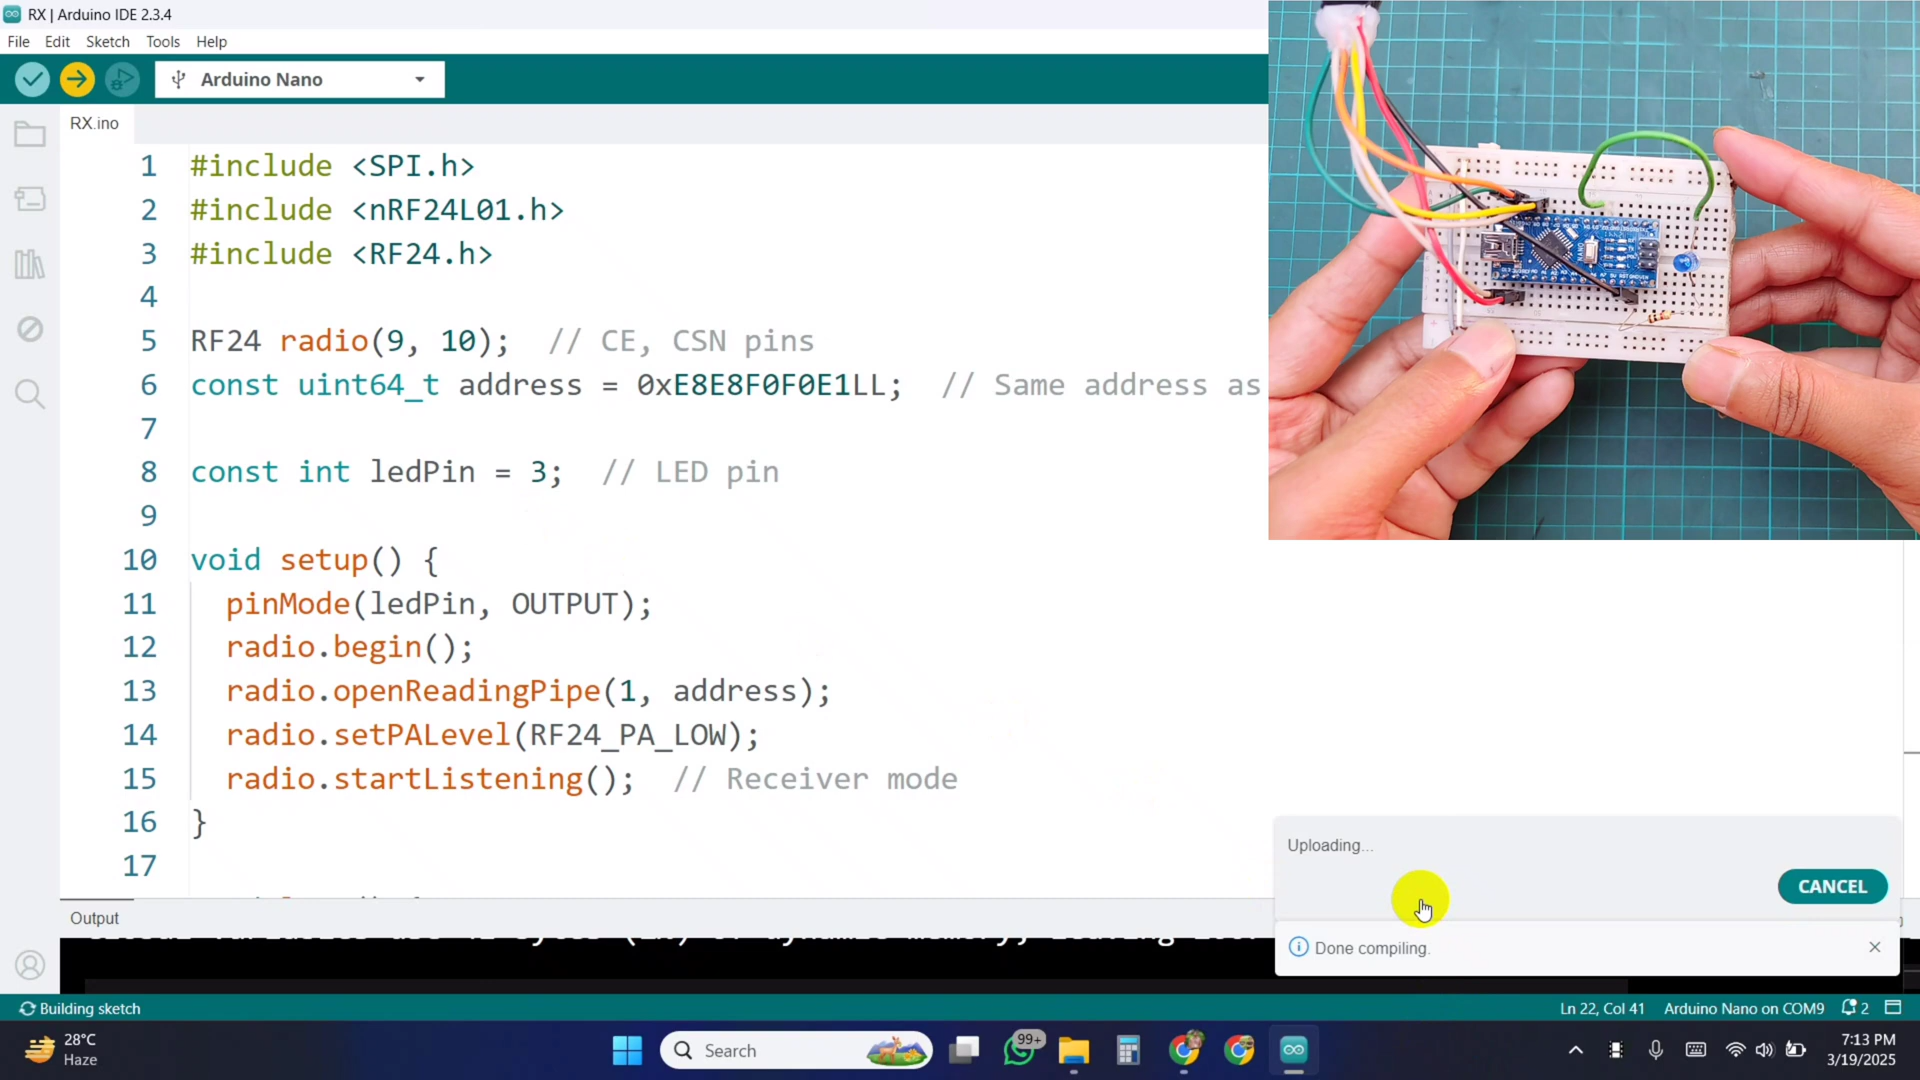 RX | Arduino IDE 2.3.4
File Edit Sketch Tools Help
Arduino Nano
RX.ino
1 #include <SPI.h>
2 #include <nRF24L01.h>
3 #include <RF24.h>
4
5 RF24 radio(9, 10);  // CE, CSN pins
6 const uint64_t address = 0xE8E8F0F0E1LL;  // Same address as
7
8 const int ledPin = 3;  // LED pin
9
10 void setup() {
11 pinMode(ledPin, OUTPUT);
12 radio.begin();
13 radio.openReadingPipe(1, address);
14 radio.setPALevel(RF24_PA_LOW);
15 radio.startListening();  // Receiver mode
16 }
17
Uploading...
CANCEL
Output
Done compiling.
Building sketch
Ln 22, Col 41 Arduino Nano on COM9 2
28°C
Haze
Search
99+
7:13 PM
3/19/2025